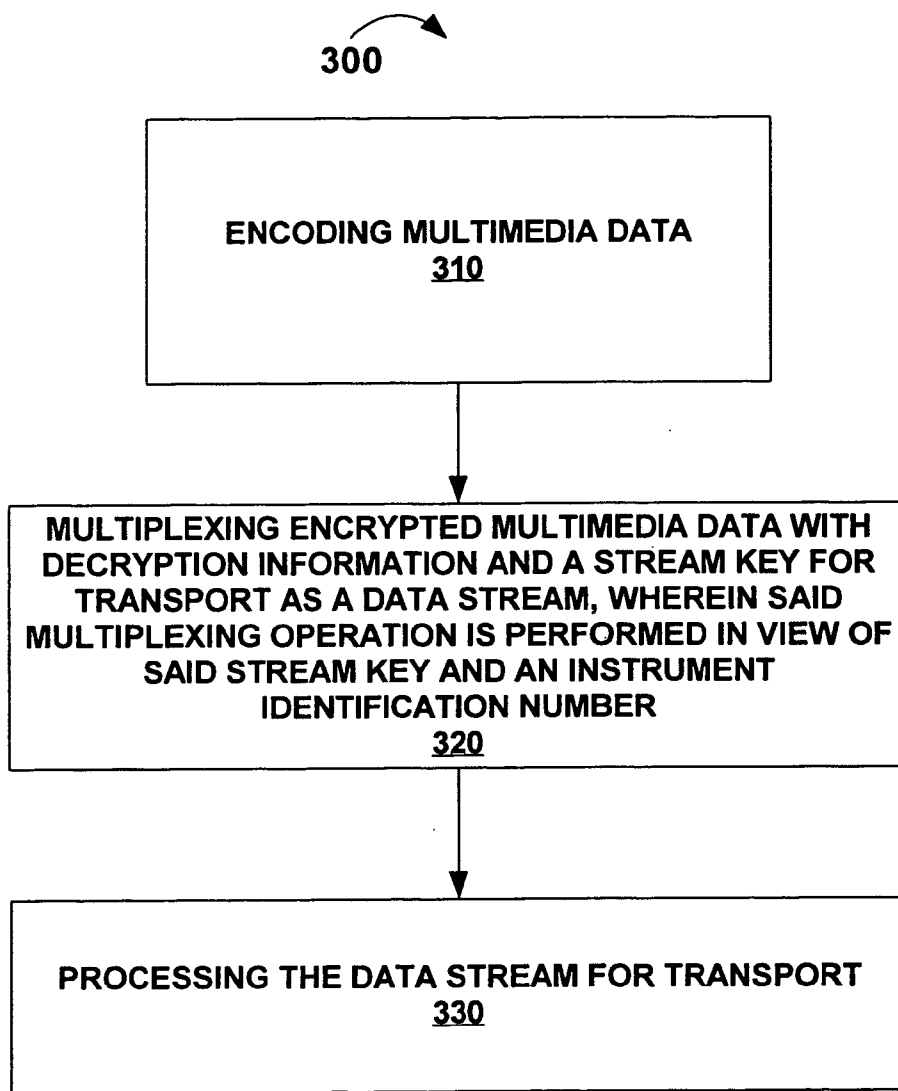 300
ENCODING MULTIMEDIA DATA
310
MULTIPLEXING ENCRYPTED MULTIMEDIA DATA WITH
DECRYPTION INFORMATION AND A STREAM KEY FOR
TRANSPORT AS A DATA STREAM, WHEREIN SAID
MULTIPLEXING OPERATION IS PERFORMED IN VIEW OF
SAID STREAM KEY AND AN INSTRUMENT
IDENTIFICATION NUMBER
320
PROCESSING THE DATA STREAM FOR TRANSPORT
330